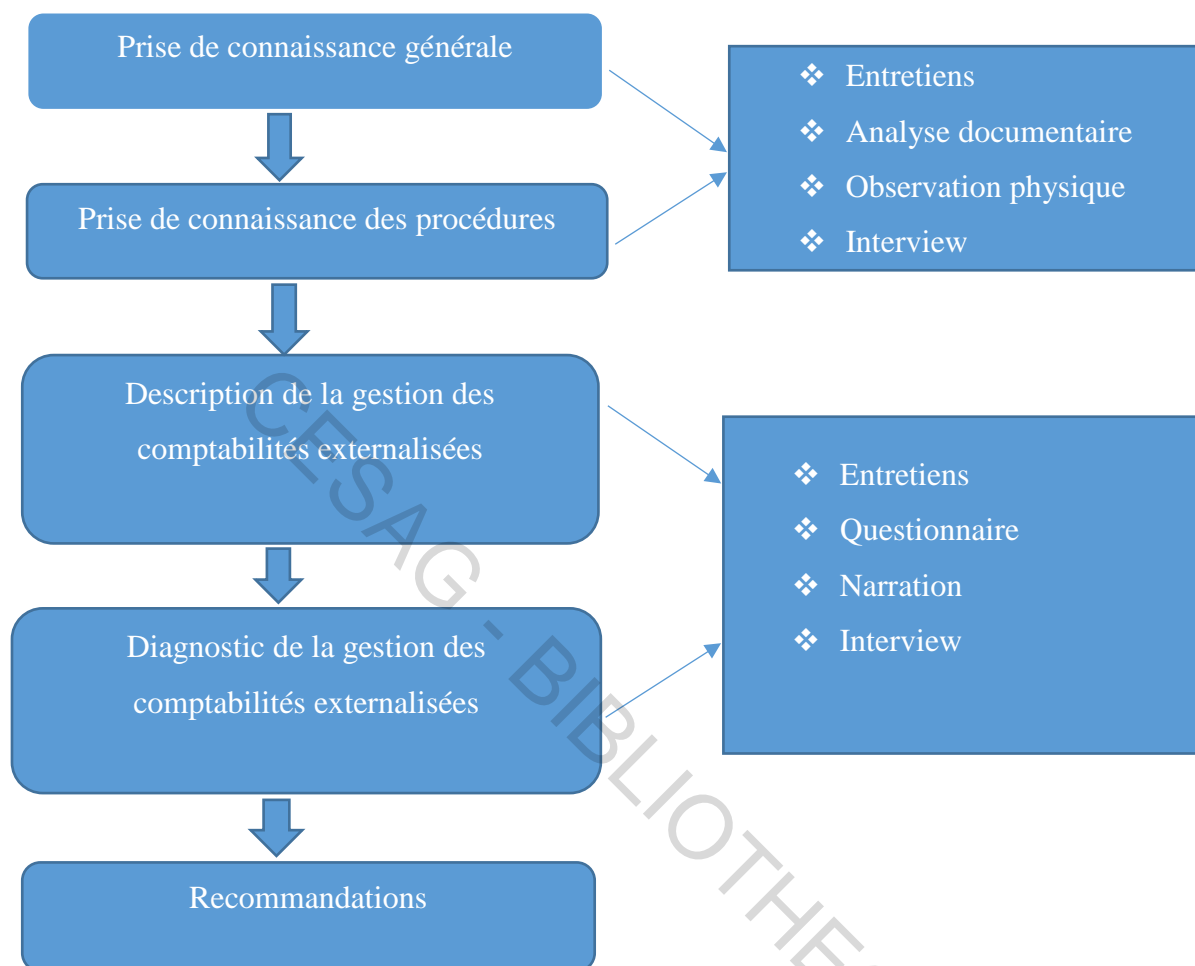 Prise de connaissance générale
❖ Entretiens
❖ Analyse documentaire
❖ Observation physique
❖ Interview
Prise de connaissance des procédures
Description de la gestion des
comptabilités externalisées
❖ Entretiens
❖ Questionnaire
❖ Narration
❖ Interview
Diagnostic de la gestion des
comptabilités externalisées
Recommandations
CESAG - BIBLIOTHE